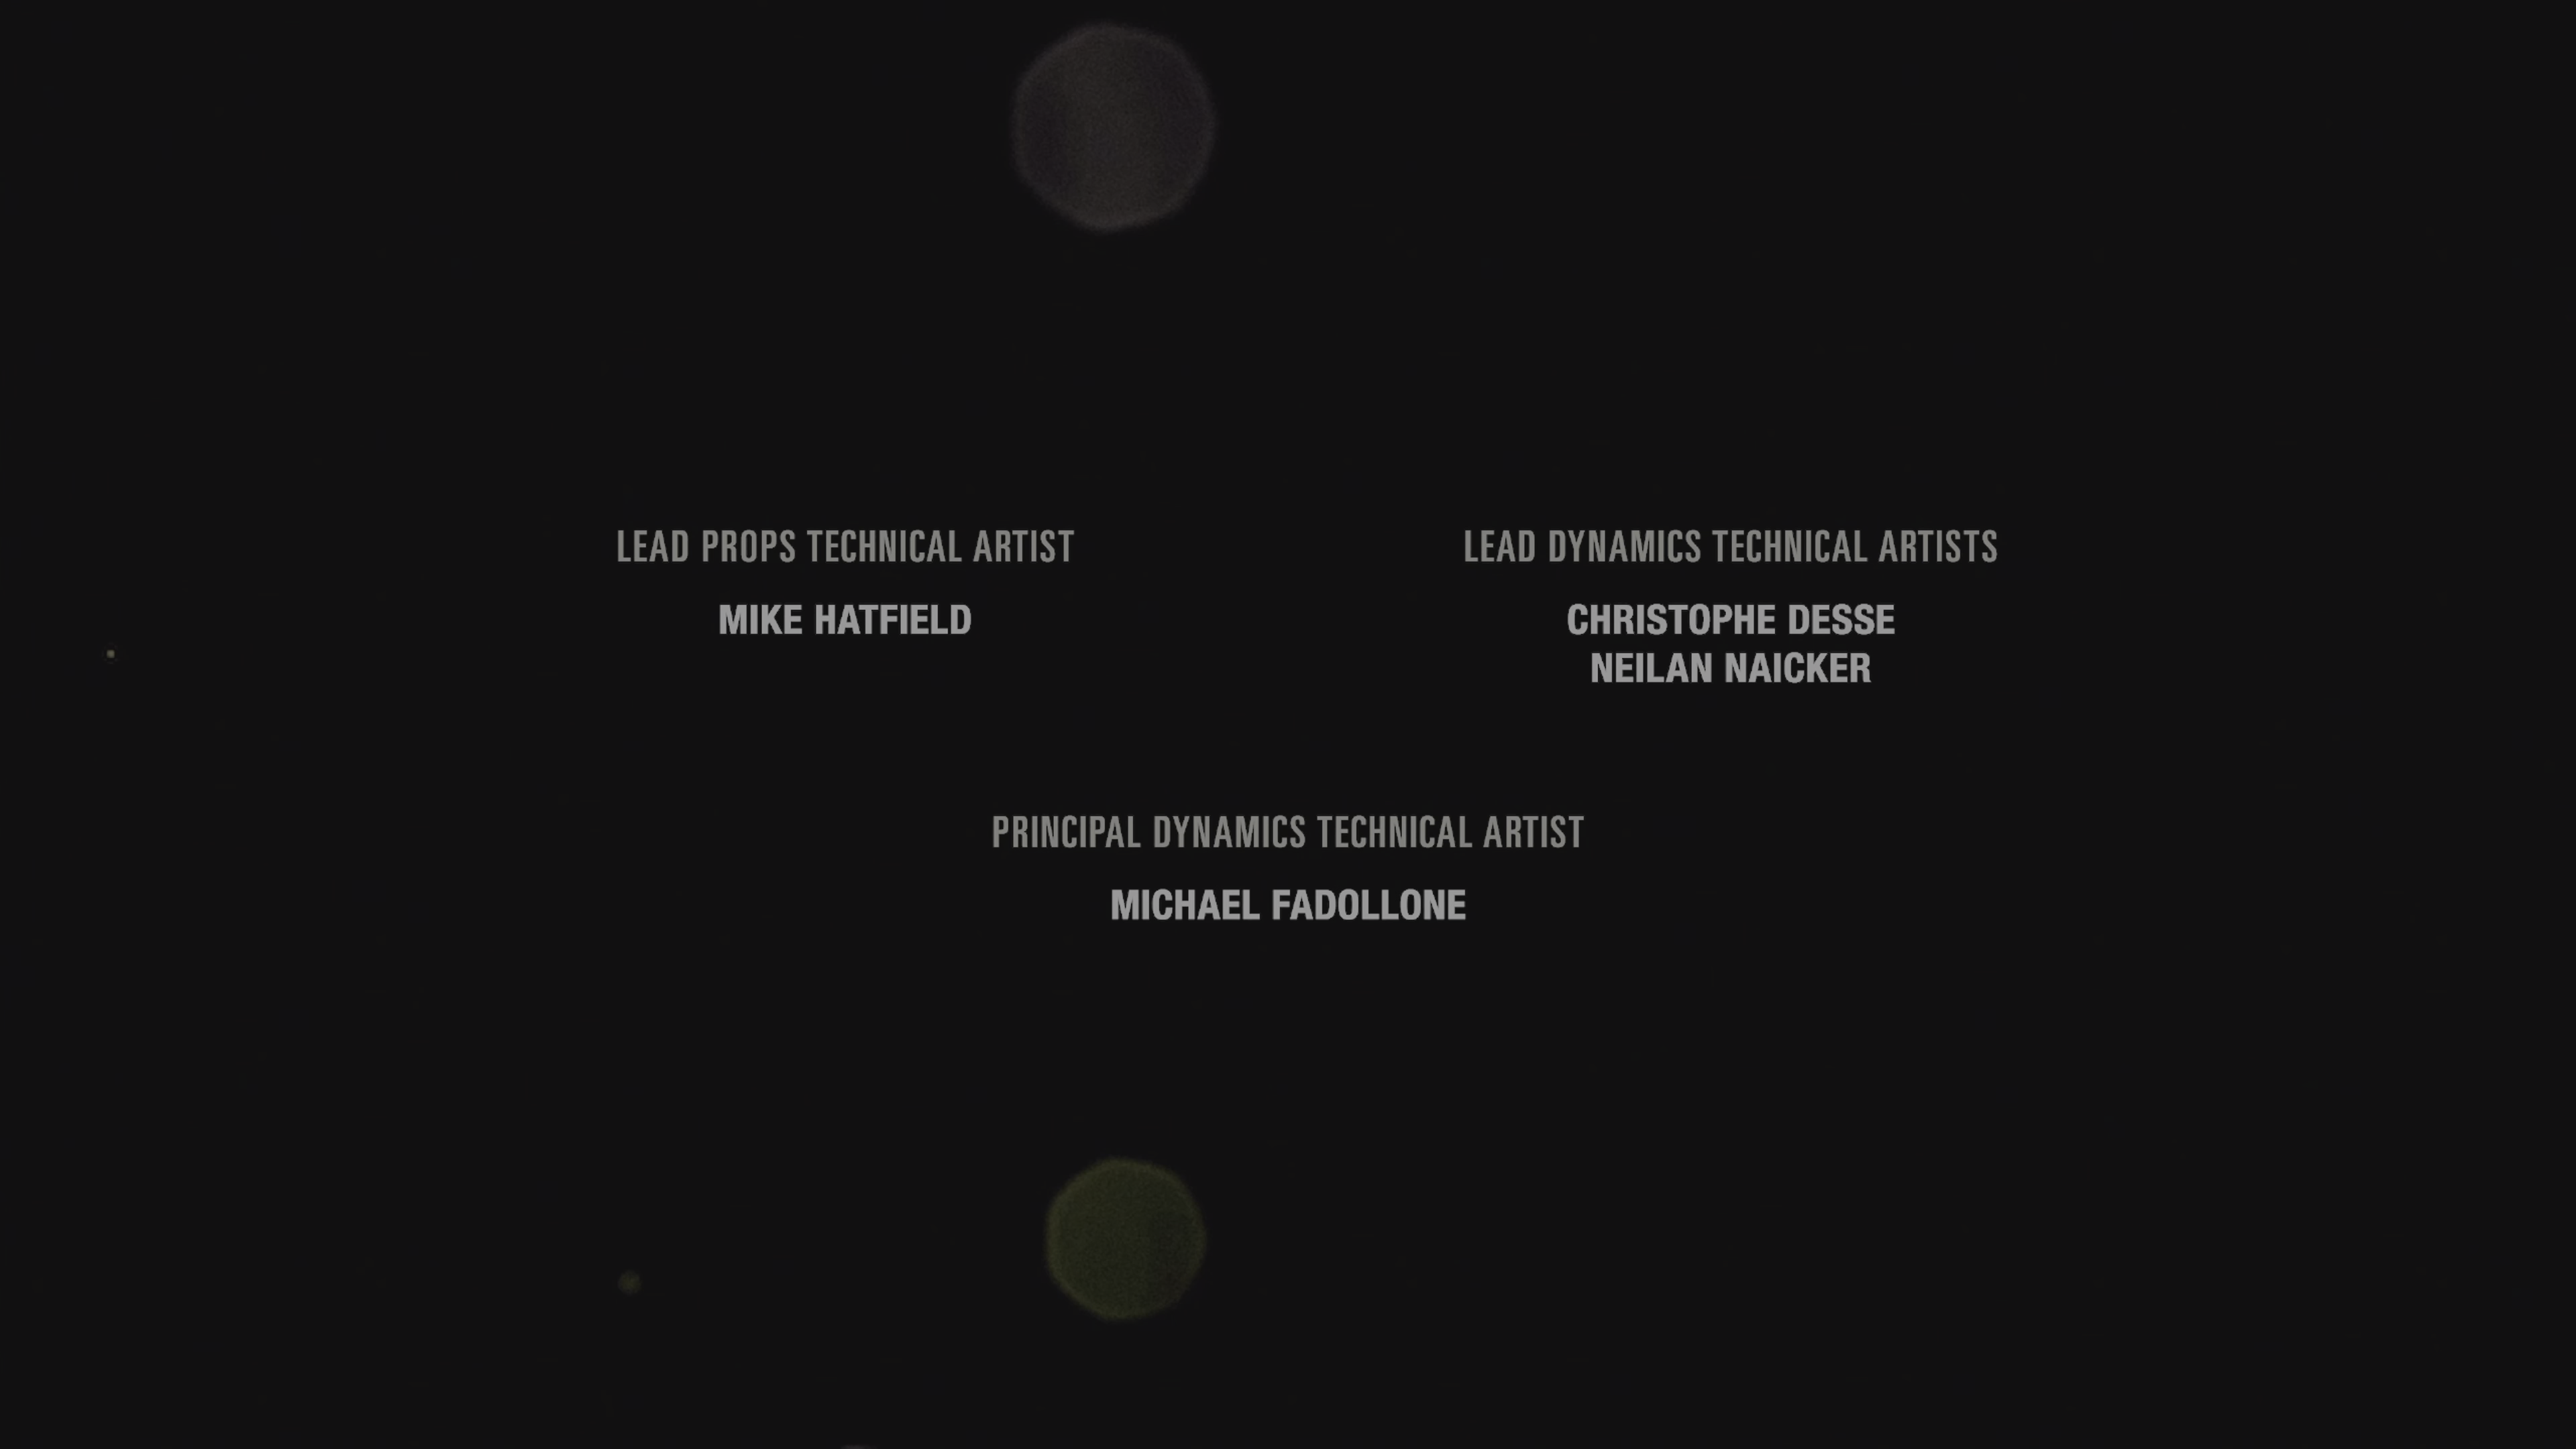 LEAD PROPS TECHNICAL ARTIST
MIKE HATFIELD
LEAD DYNAMICS TECHNICAL ARTISTS
CHRISTOPHE DESSE
NEILAN NAICKER
PRINCIPAL DYNAMICS TECHNICAL ARTIST
MICHAEL FADOLLONE